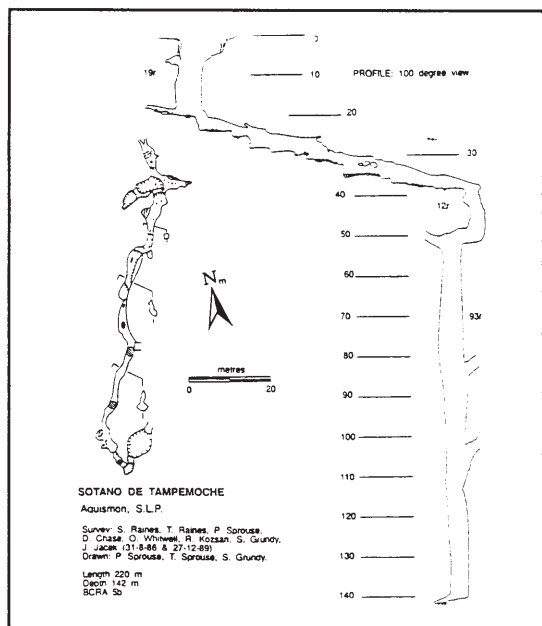 0
19r
10
PROFILE: 100 degree view
20
30
40
12r
50
60
Nm
70
93r
80
metres
0 20
90
100
110
SOTANO DE TAMPEMOCHE
Aquismon, S.L.P.
120
Survey: S. Raines, T. Raines, P. Sprouse,
D. Chase, O. Whitwell, R. Kozsan, S. Grundy,
J. Jacek (31-8-86 & 27-12-89)
Drawn: P. Sprouse, T. Sprouse, S. Grundy.
130
Length 220 m
Depth 142 m
BCRA 5b
140